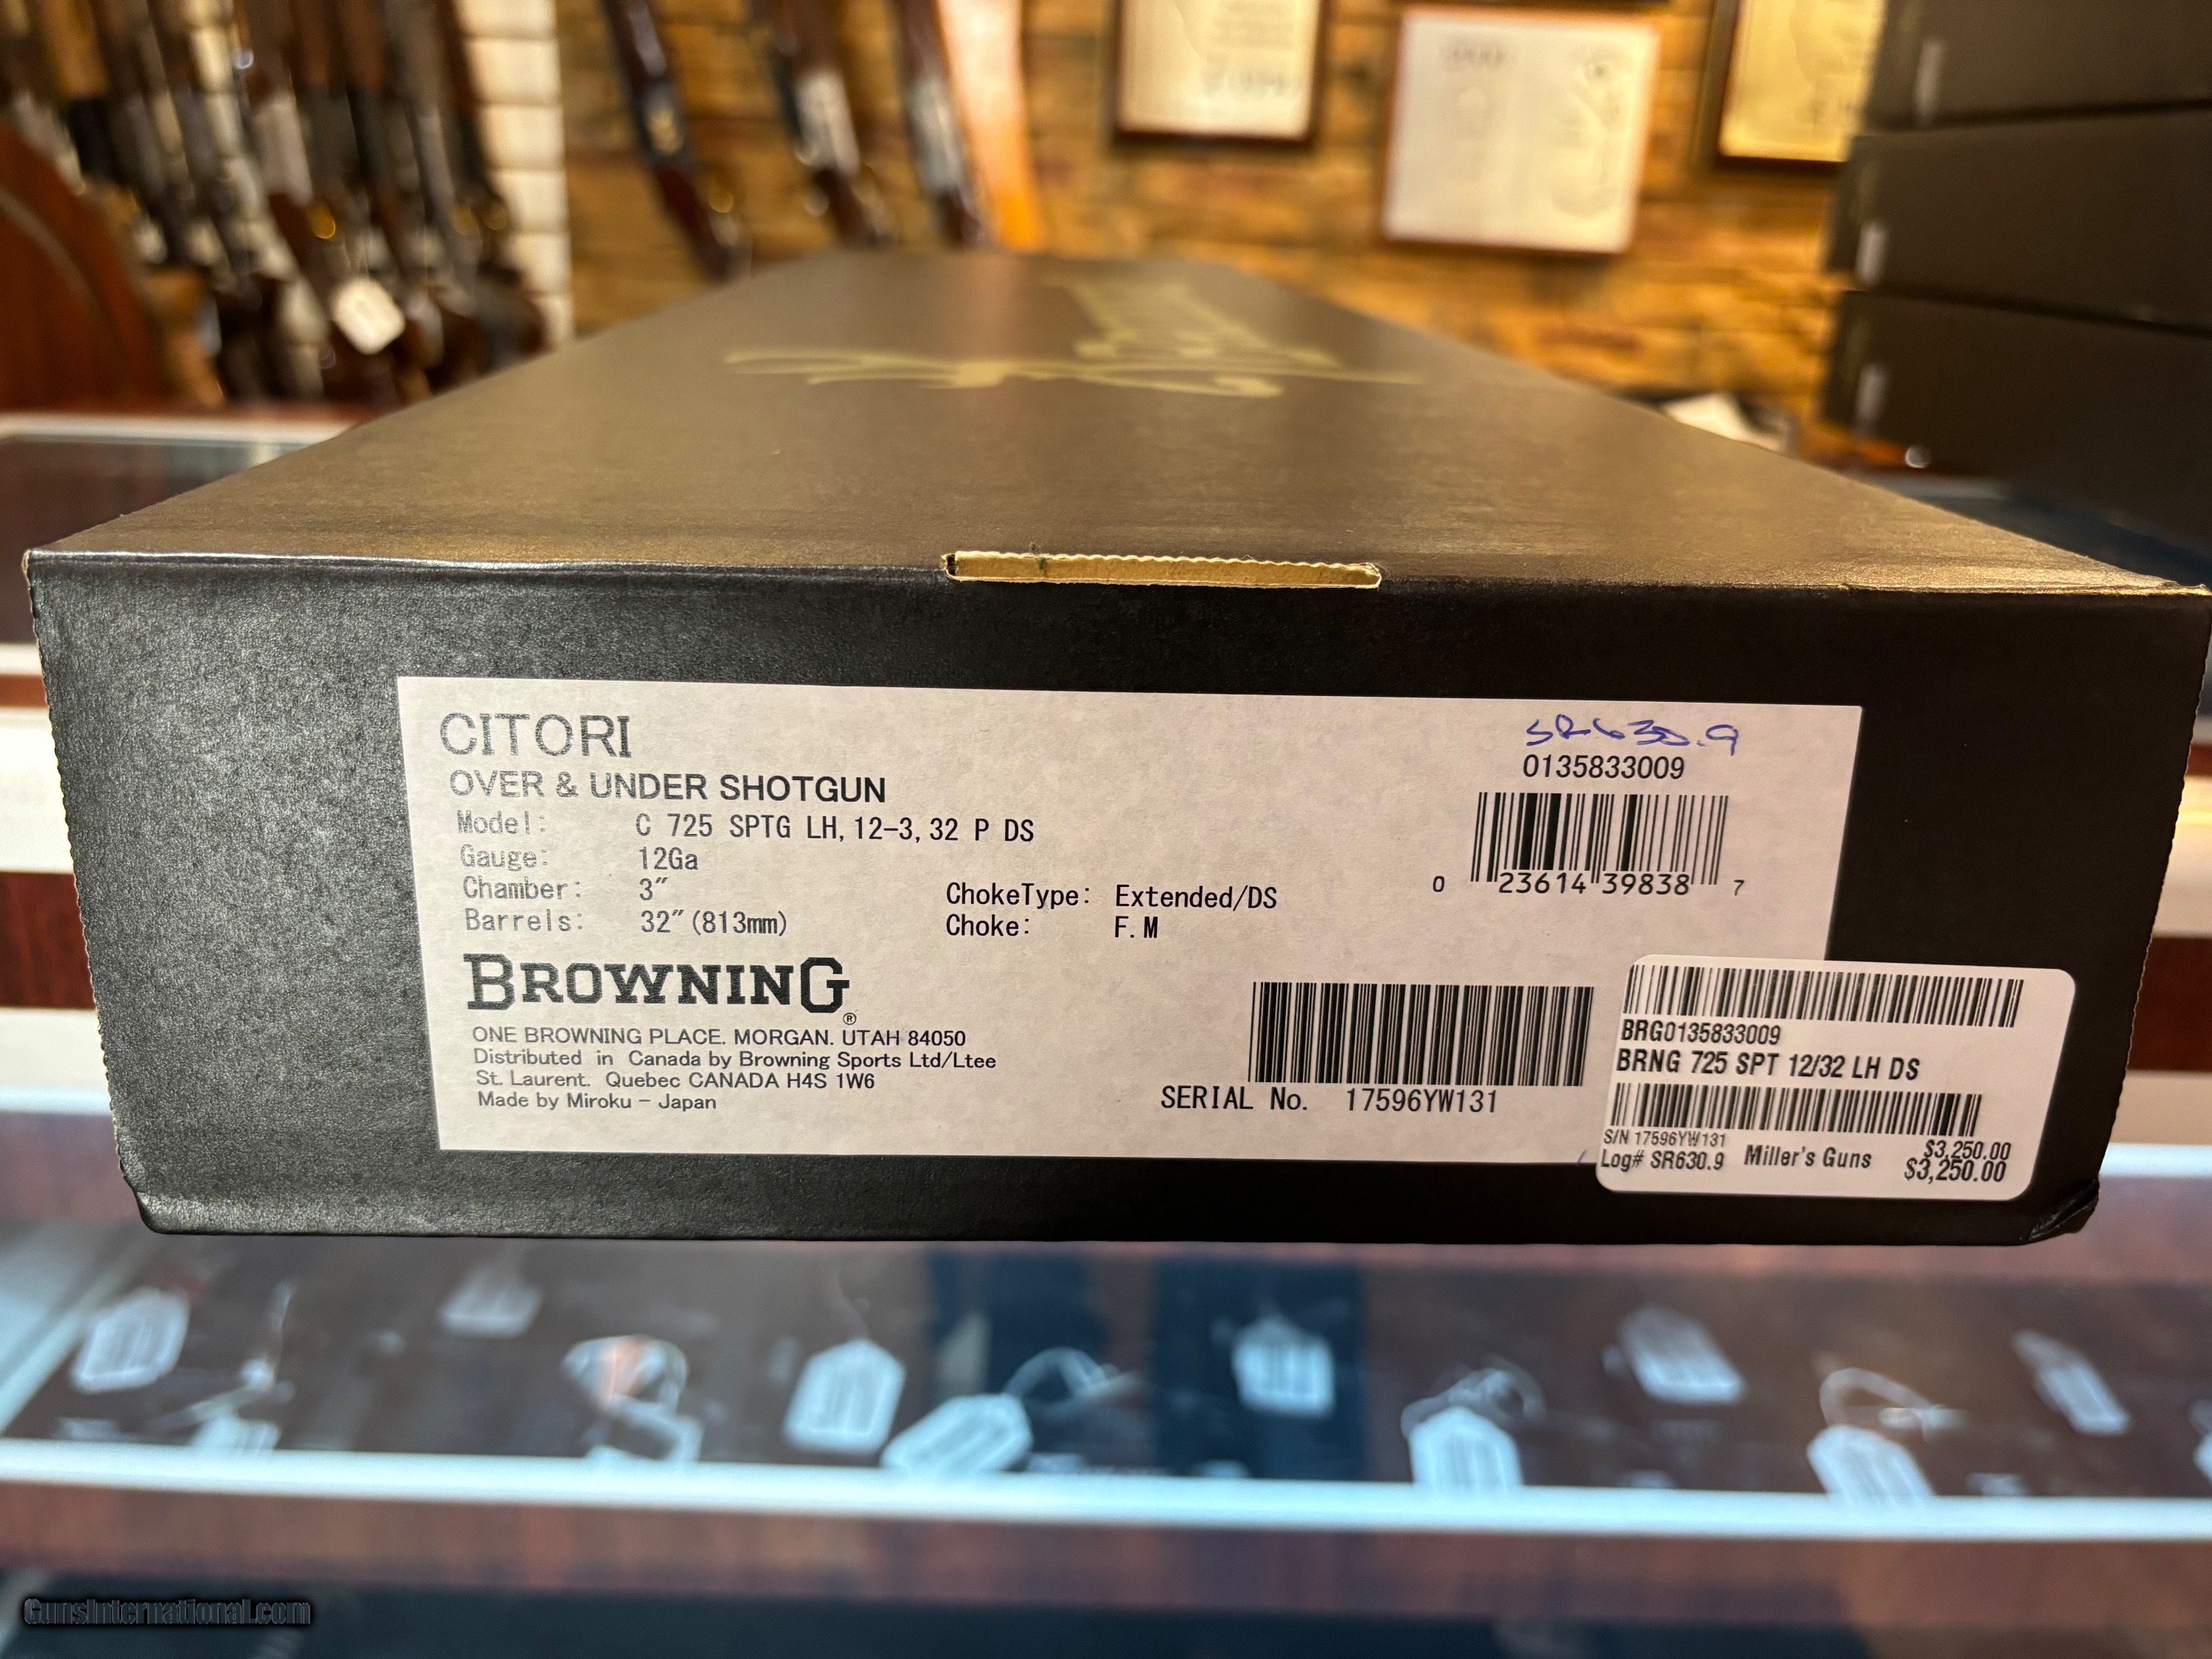 CITORI
OVER & UNDER SHOTGUN
Model: C 725 SPTG LH, 12-3, 32 P DS
Gauge: 12Ga
Chamber: 3″
Barrels: 32″(813mm)
ChokeType: Extended/DS
Choke: F. M
BROWNING®
ONE BROWNING PLACE. MORGAN. UTAH 84050
Distributed in Canada by Browning Sports Ltd/Ltee
St. Laurent. Quebec CANADA H4S 1W6
Made by Miroku - Japan
SR630.9
0135833009
0 23614 39838 7
SERIAL No. 17596YW131
BRG0135833009
BRNG 725 SPT 12/32 LH DS
S/N 17596YW131
Log# SR630.9 Miller's Guns
$3,250.00
$3,250.00
GunsInternational.com